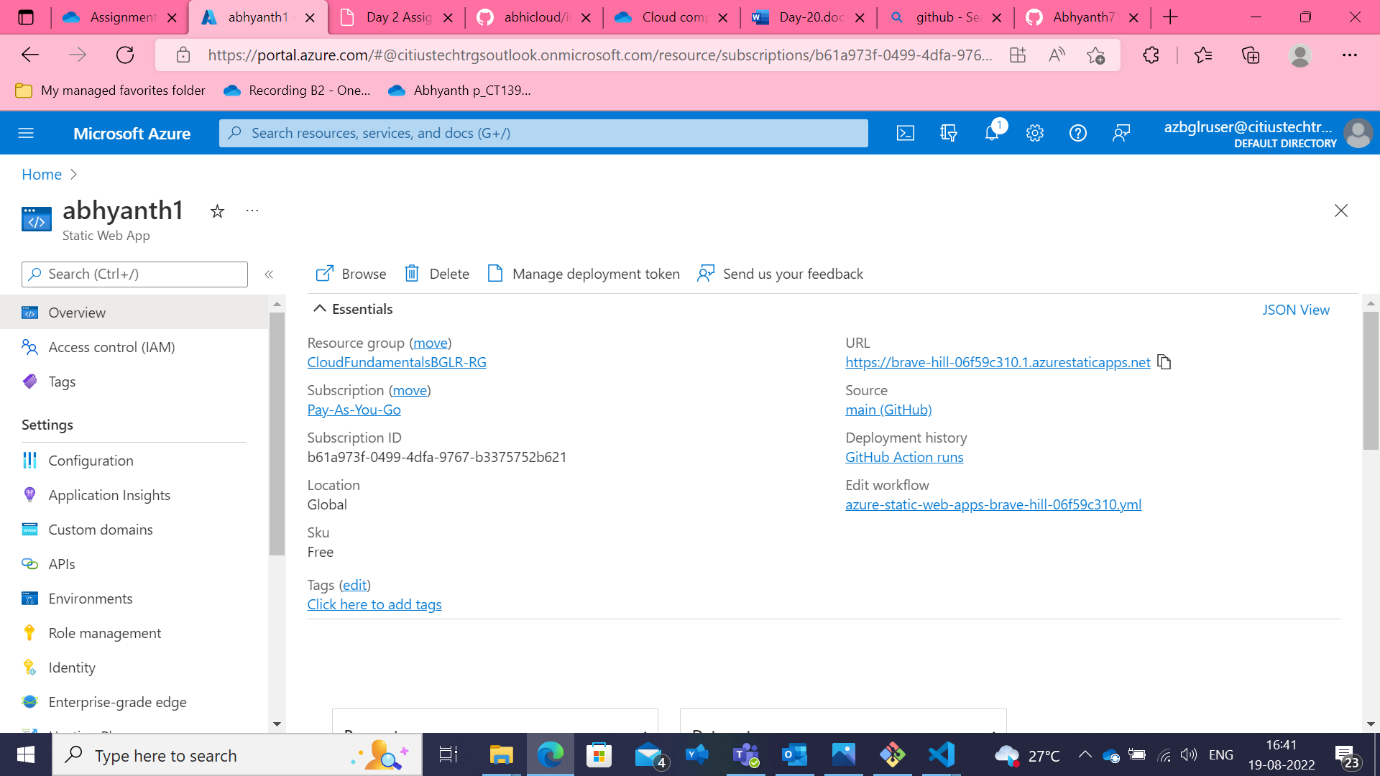 Assignment
abhyanth1
Day 2 Assig
abhicloud/i
Cloud comp
Day-20.doc
github - Se
Abhyanth7
https://portal.azure.com/#@citiustechtrgsoutlook.onmicrosoft.com/resource/subscriptions/b61a973f-0499-4dfa-976...
My managed favorites folder
Recording B2 - One...
Abhyanth p_CT139...
Microsoft Azure
Search resources, services, and docs (G+/)
1
azbglruser@citiustechtr...
DEFAULT DIRECTORY
Home
abhyanth1
Static Web App
Search (Ctrl+/)
Browse
Delete
Manage deployment token
Send us your feedback
Overview
Access control (IAM)
Tags
Settings
Configuration
Application Insights
Custom domains
APIs
Environments
Role management
Identity
Enterprise-grade edge
Essentials
JSON View
Resource group (move)
CloudFundamentalsBGLR-RG
Subscription (move)
Pay-As-You-Go
Subscription ID
b61a973f-0499-4dfa-9767-b3375752b621
Location
Global
Sku
Free
Tags (edit)
Click here to add tags
URL
https://brave-hill-06f59c310.1.azurestaticapps.net
Source
main (GitHub)
Deployment history
GitHub Action runs
Edit workflow
azure-static-web-apps-brave-hill-06f59c310.yml
Type here to search
4
27°C
ENG
16:41
19-08-2022
23